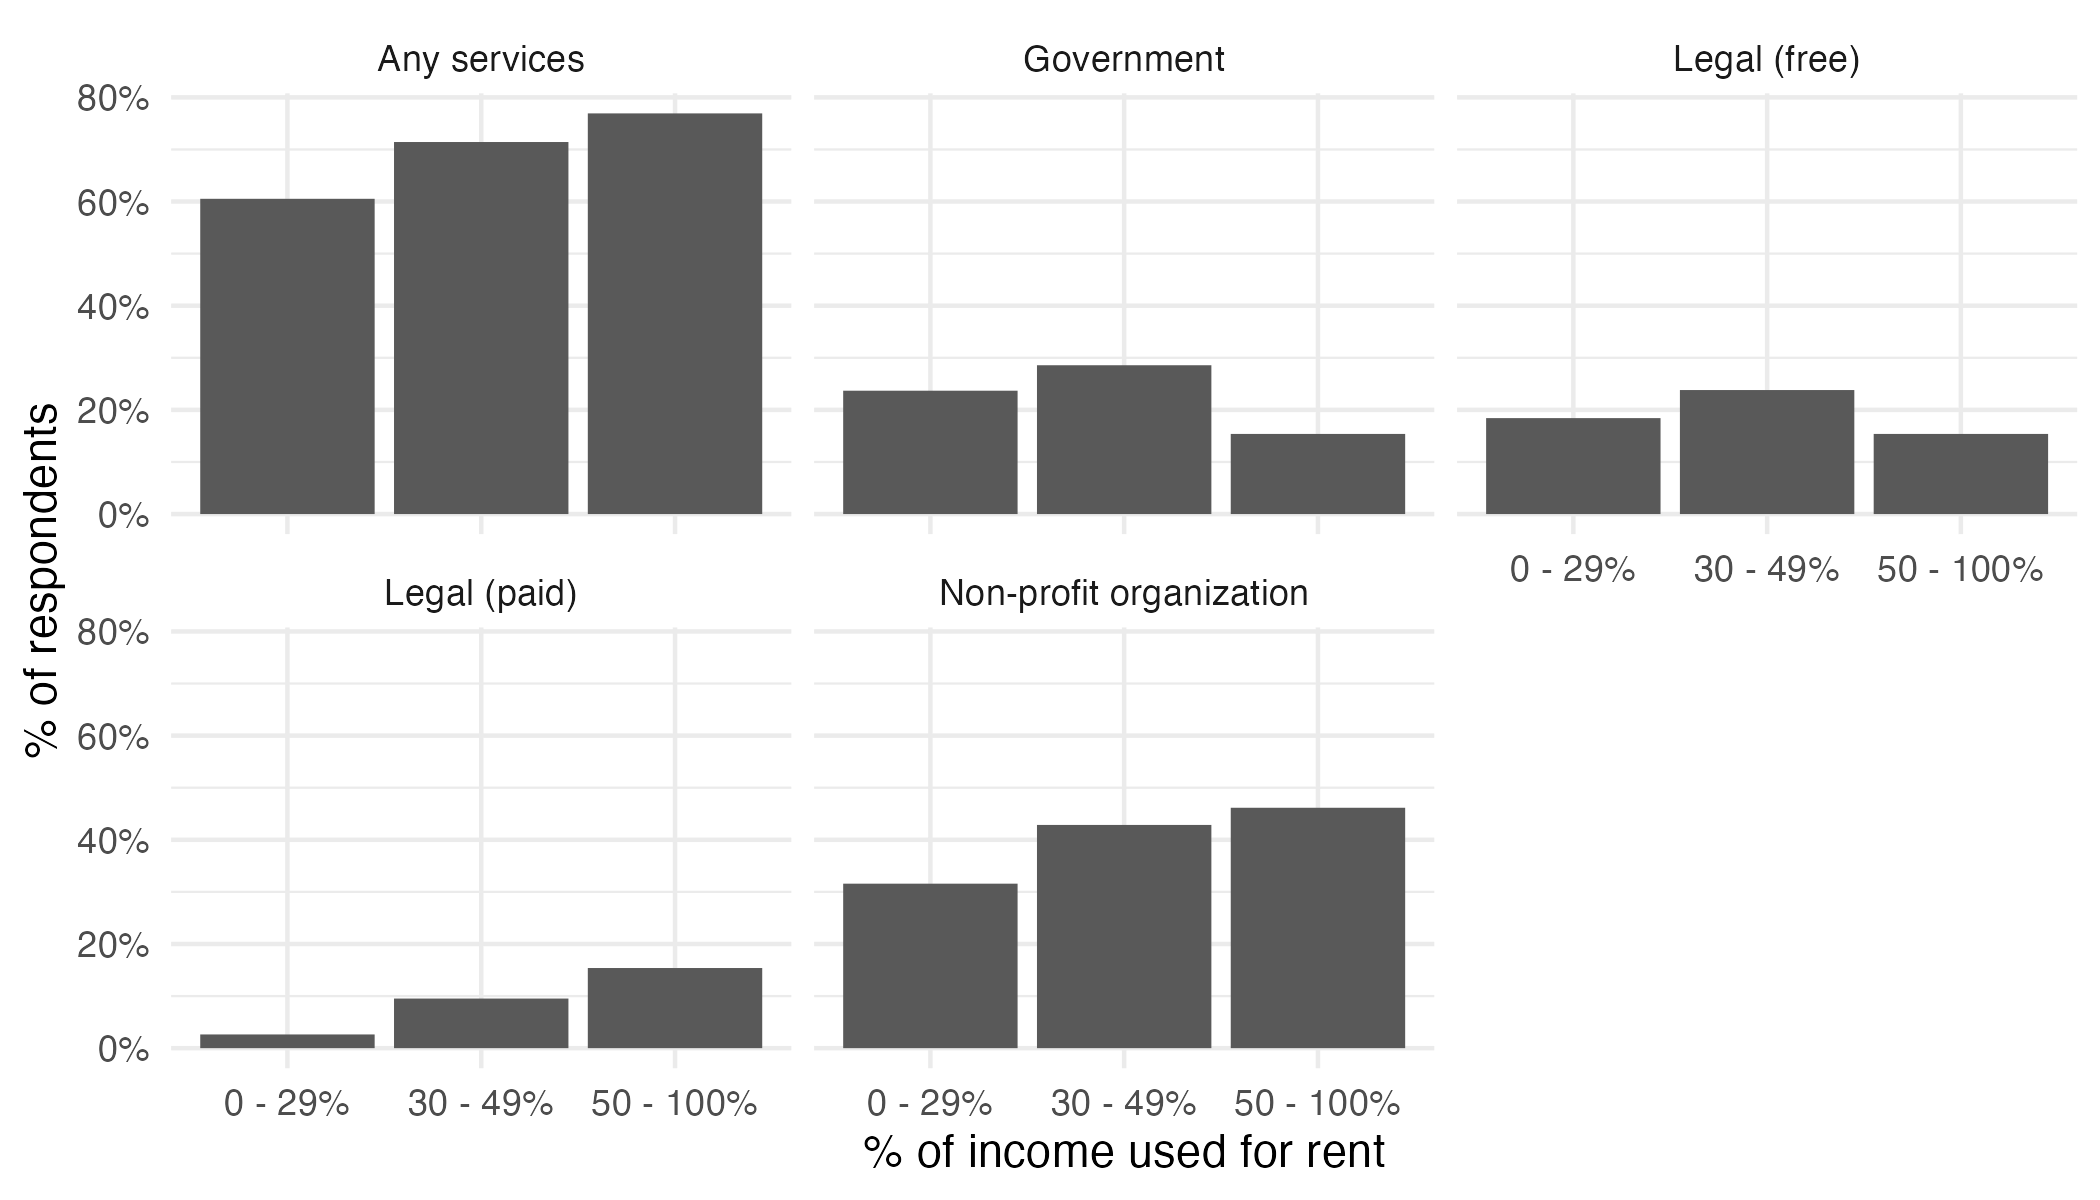 Any services
Government
Legal (free)
80%
60%
40%
20%
0%
0 - 29%
30 - 49%
50 - 100%
Legal (paid)
Non-profit organization
80%
60%
40%
20%
0%
0 - 29%
30 - 49%
50 - 100%
0 - 29%
30 - 49%
50 - 100%
% of income used for rent
% of respondents